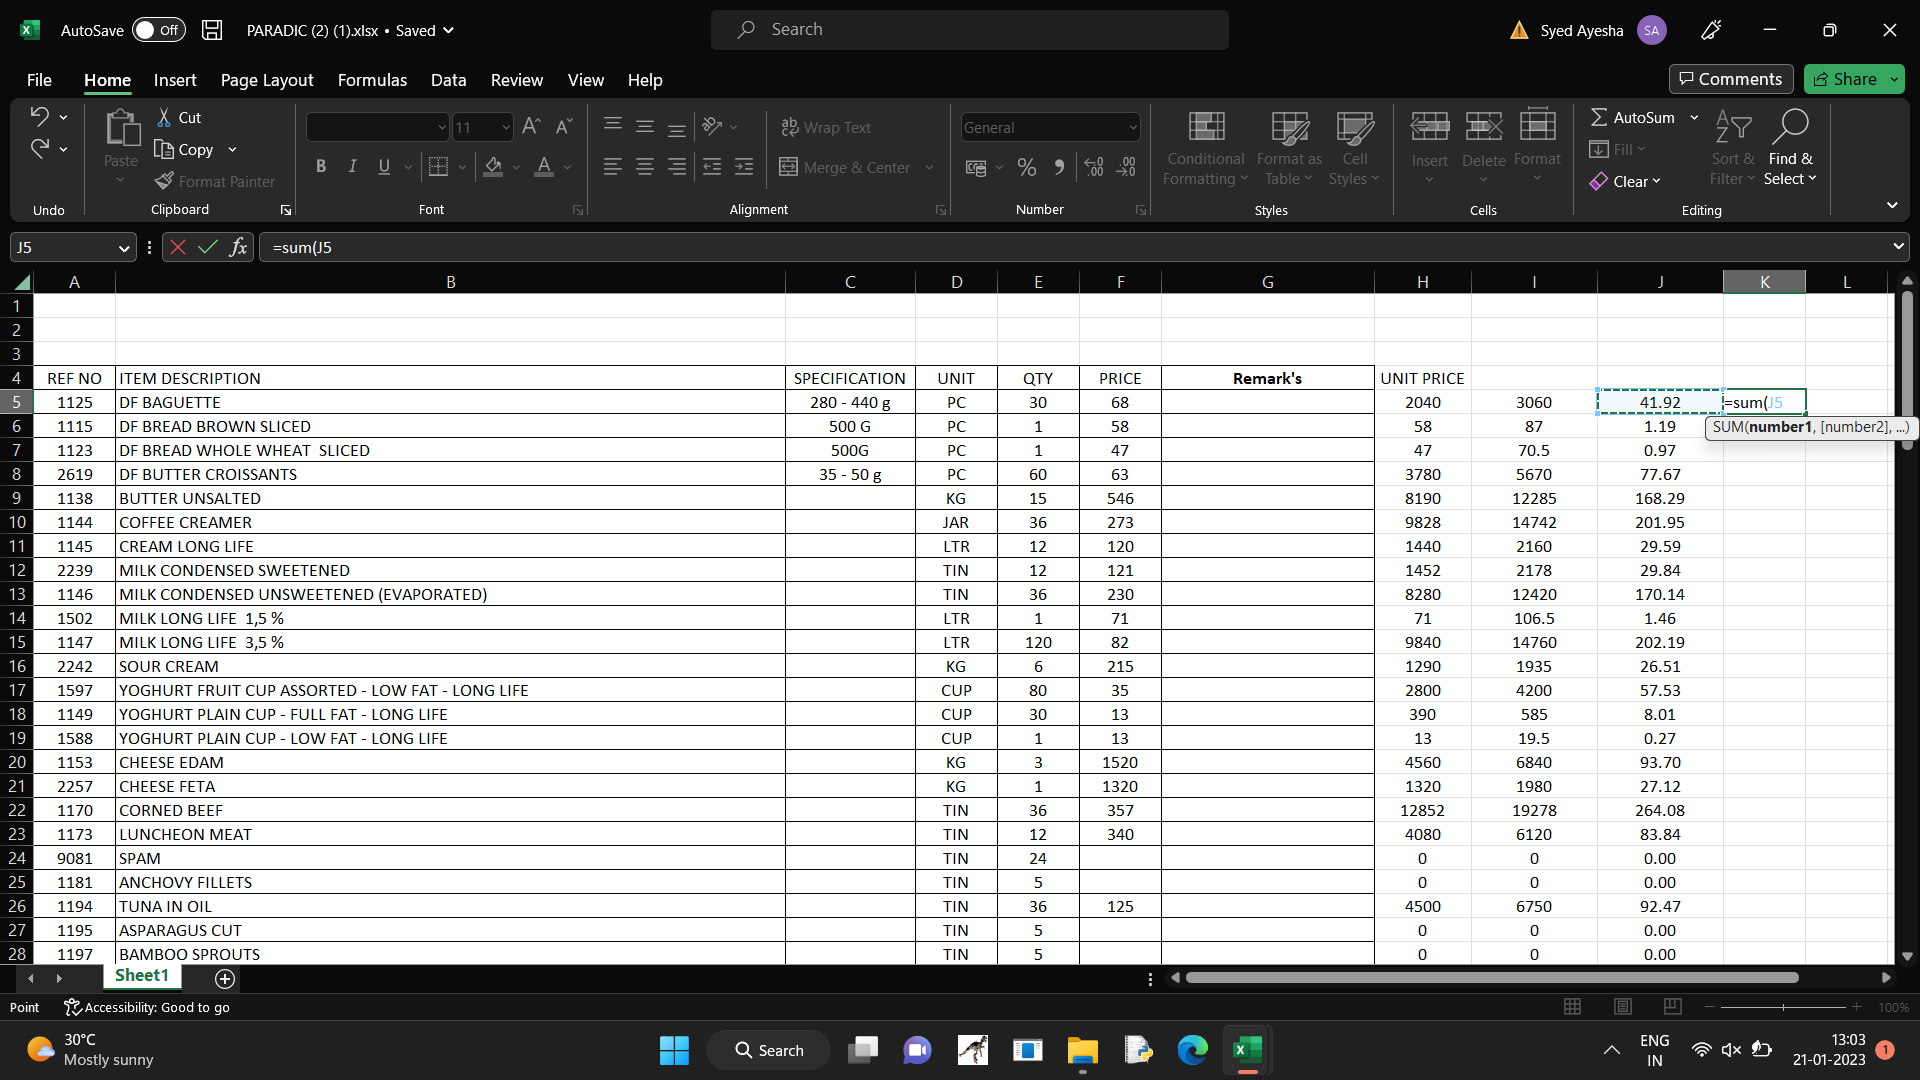 AutoSave Off PARADIC (2) (1).xlsx • Saved Search Syed Ayesha SA
File Home Insert Page Layout Formulas Data Review View Help Comments Share
Cut
Copy
Format Painter
Paste
11
General
Wrap Text
Merge & Center
Conditional Formatting
Format as Table
Cell Styles
Insert Delete Format
AutoSum
Fill
Clear
Sort & Filter
Find & Select
Undo Clipboard Font Alignment Number Styles Cells Editing
J5 fx =sum(J5
A B C D E F G H I J K L
1
2
3
4 REF NO ITEM DESCRIPTION SPECIFICATION UNIT QTY PRICE Remark's UNIT PRICE
5 1125 DF BAGUETTE 280 - 440 g PC 30 68 2040 3060 41.92 =sum(J5
6 1115 DF BREAD BROWN SLICED 500 G PC 1 58 58 87 1.19 SUM(number1, [number2], ...)
7 1123 DF BREAD WHOLE WHEAT SLICED 500G PC 1 47 47 70.5 0.97
8 2619 DF BUTTER CROISSANTS 35 - 50 g PC 60 63 3780 5670 77.67
9 1138 BUTTER UNSALTED KG 15 546 8190 12285 168.29
10 1144 COFFEE CREAMER JAR 36 273 9828 14742 201.95
11 1145 CREAM LONG LIFE LTR 12 120 1440 2160 29.59
12 2239 MILK CONDENSED SWEETENED TIN 12 121 1452 2178 29.84
13 1146 MILK CONDENSED UNSWEETENED (EVAPORATED) TIN 36 230 8280 12420 170.14
14 1502 MILK LONG LIFE 1,5 % LTR 1 71 71 106.5 1.46
15 1147 MILK LONG LIFE 3,5 % LTR 120 82 9840 14760 202.19
16 2242 SOUR CREAM KG 6 215 1290 1935 26.51
17 1597 YOGHURT FRUIT CUP ASSORTED - LOW FAT - LONG LIFE CUP 80 35 2800 4200 57.53
18 1149 YOGHURT PLAIN CUP - FULL FAT - LONG LIFE CUP 30 13 390 585 8.01
19 1588 YOGHURT PLAIN CUP - LOW FAT - LONG LIFE CUP 1 13 13 19.5 0.27
20 1153 CHEESE EDAM KG 3 1520 4560 6840 93.70
21 2257 CHEESE FETA KG 1 1320 1320 1980 27.12
22 1170 CORNED BEEF TIN 36 357 12852 19278 264.08
23 1173 LUNCHEON MEAT TIN 12 340 4080 6120 83.84
24 9081 SPAM TIN 24 0 0 0.00
25 1181 ANCHOVY FILLETS TIN 5 0 0 0.00
26 1194 TUNA IN OIL TIN 36 125 4500 6750 92.47
27 1195 ASPARAGUS CUT TIN 5 0 0 0.00
28 1197 BAMBOO SPROUTS TIN 5 0 0 0.00
Sheet1
Point Accessibility: Good to go 100%
30°C
Mostly sunny
Search
ENG
IN
13:03
21-01-2023
1